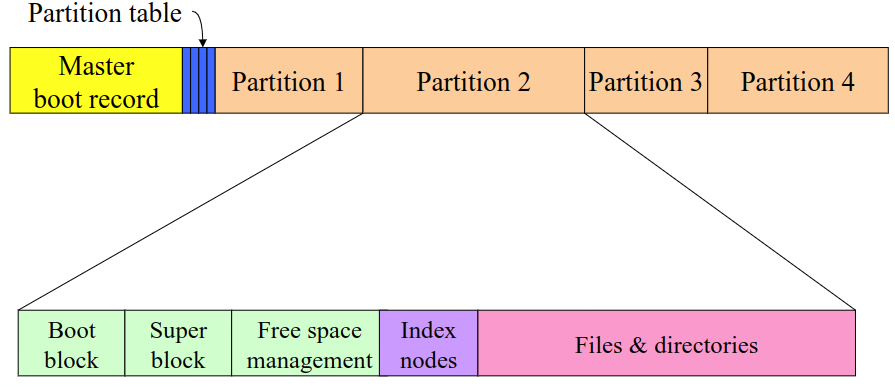 Partition table
Master
boot record
Partition 1
Partition 2
Partition 3
Partition 4
Boot
block
Super
block
Free space
management
Index
nodes
Files & directories